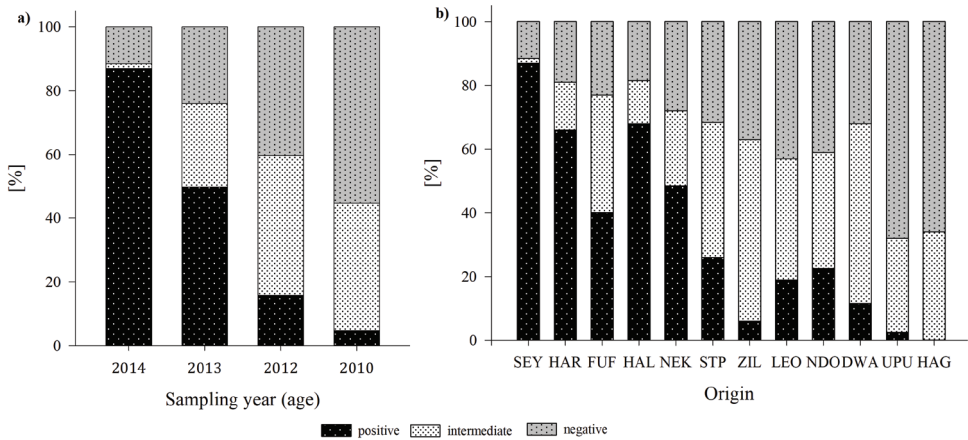 a)
[%]
100
80
60
40
20
0
2014 2013 2012 2010
Sampling year (age)
b)
[%]
100
80
60
40
20
0
SEY HAR FUF HAL NEK STP ZIL LEO NDO DWA UPU HAG
Origin
positive intermediate negative